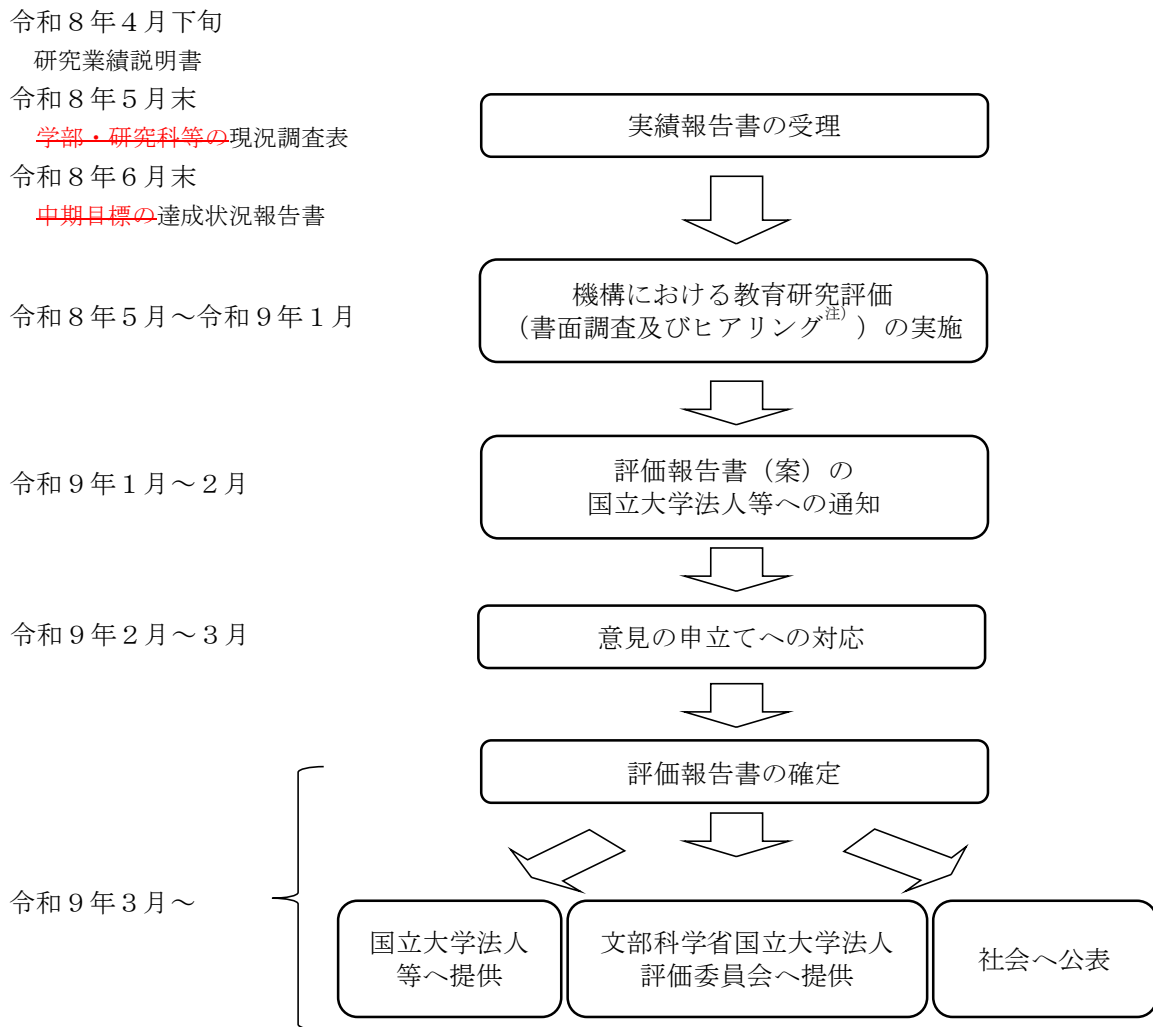 令和８年４月下旬
研究業績説明書
令和８年５月末
学部・研究科等の現況調査表
令和８年６月末
中期目標の達成状況報告書
実績報告書の受理
令和８年５月～令和９年１月
機構における教育研究評価
（書面調査及びヒアリング注））の実施
令和９年１月～２月
評価報告書（案）の
国立大学法人等への通知
令和９年２月～３月
意見の申立てへの対応
評価報告書の確定
令和９年３月～
国立大学法人
等へ提供
文部科学省国立大学法人
評価委員会へ提供
社会へ公表